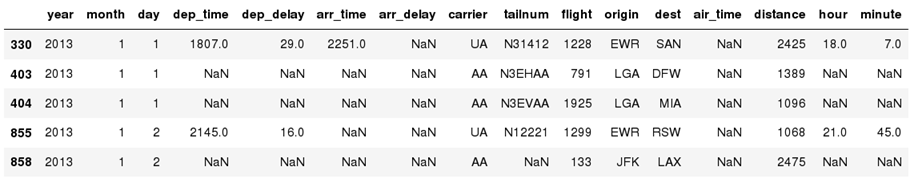 year month day dep_time dep_delay arr_time arr_delay carrier tailnum flight origin dest air_time distance hour minute
330 2013 1 1 1807.0 29.0 2251.0 NaN UA N31412 1228 EWR SAN NaN 2425 18.0 7.0
403 2013 1 1 NaN NaN NaN NaN AA N3EHAA 791 LGA DFW NaN 1389 NaN NaN
404 2013 1 1 NaN NaN NaN NaN AA N3EVAA 1925 LGA MIA NaN 1096 NaN NaN
855 2013 1 2 2145.0 16.0 NaN NaN UA N12221 1299 EWR RSW NaN 1068 21.0 45.0
858 2013 1 2 NaN NaN NaN NaN AA NaN 133 JFK LAX NaN 2475 NaN NaN